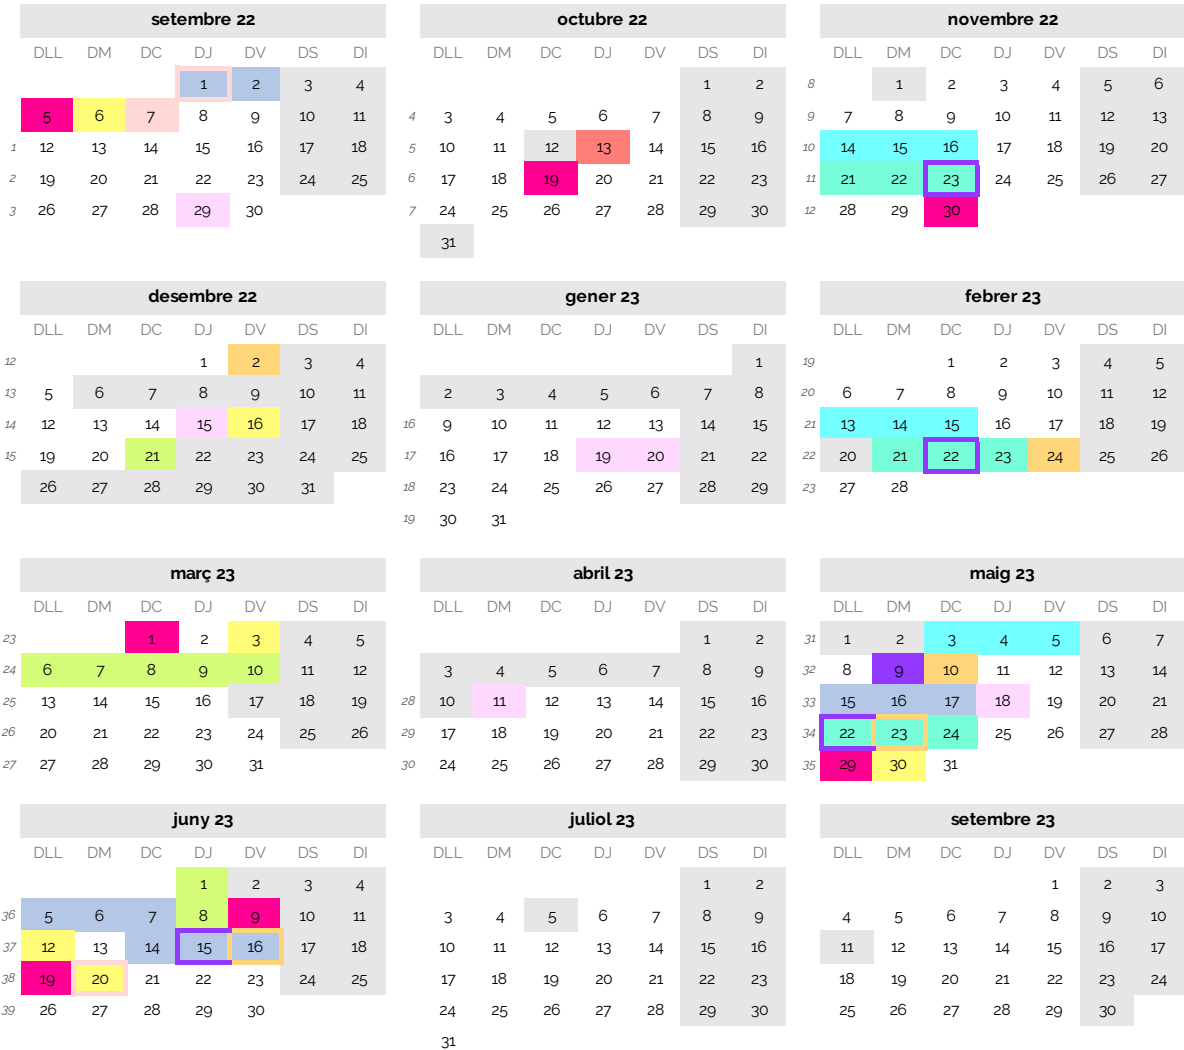 setembre 22 octubre 22 novembre 22
DLL DM DC DJ DV DS DI DLL DM DC DJ DV DS DI DLL DM DC DJ DV DS DI
1 2 3 4 1 2 8 1 2 3 4 5 6
5 6 7 8 9 10 11 4 3 4 5 6 7 8 9 9 7 8 9 10 11 12 13
1 12 13 14 15 16 17 18 5 10 11 12 13 14 15 16 10 14 15 16 17 18 19 20
2 19 20 21 22 23 24 25 6 17 18 19 20 21 22 23 11 21 22 23 24 25 26 27
3 26 27 28 29 30 7 24 25 26 27 28 29 30 12 28 29 30
31
desembre 22 gener 23 febrer 23
DLL DM DC DJ DV DS DI DLL DM DC DJ DV DS DI DLL DM DC DJ DV DS DI
12 1 2 3 4 1 19 1 2 3 4 5
13 5 6 7 8 9 10 11 2 3 4 5 6 7 8 20 6 7 8 9 10 11 12
14 12 13 14 15 16 17 18 16 9 10 11 12 13 14 15 21 13 14 15 16 17 18 19
15 19 20 21 22 23 24 25 17 16 17 18 19 20 21 22 22 20 21 22 23 24 25 26
26 27 28 29 30 31 18 23 24 25 26 27 28 29 23 27 28
19 30 31
març 23 abril 23 maig 23
DLL DM DC DJ DV DS DI DLL DM DC DJ DV DS DI DLL DM DC DJ DV DS DI
23 1 2 3 4 5 1 2 31 1 2 3 4 5 6 7
24 6 7 8 9 10 11 12 3 4 5 6 7 8 9 32 8 9 10 11 12 13 14
25 13 14 15 16 17 18 19 28 10 11 12 13 14 15 16 33 15 16 17 18 19 20 21
26 20 21 22 23 24 25 26 29 17 18 19 20 21 22 23 34 22 23 24 25 26 27 28
27 27 28 29 30 31 30 24 25 26 27 28 29 30 35 29 30 31
juny 23 juliol 23 setembre 23
DLL DM DC DJ DV DS DI DLL DM DC DJ DV DS DI DLL DM DC DJ DV DS DI
1 2 3 4 1 2 1 2 3
36 5 6 7 8 9 10 11 3 4 5 6 7 8 9 4 5 6 7 8 9 10
37 12 13 14 15 16 17 18 10 11 12 13 14 15 16 11 12 13 14 15 16 17
38 19 20 21 22 23 24 25 17 18 19 20 21 22 23 18 19 20 21 22 23 24
39 26 27 28 29 30 24 25 26 27 28 29 30 25 26 27 28 29 30
31